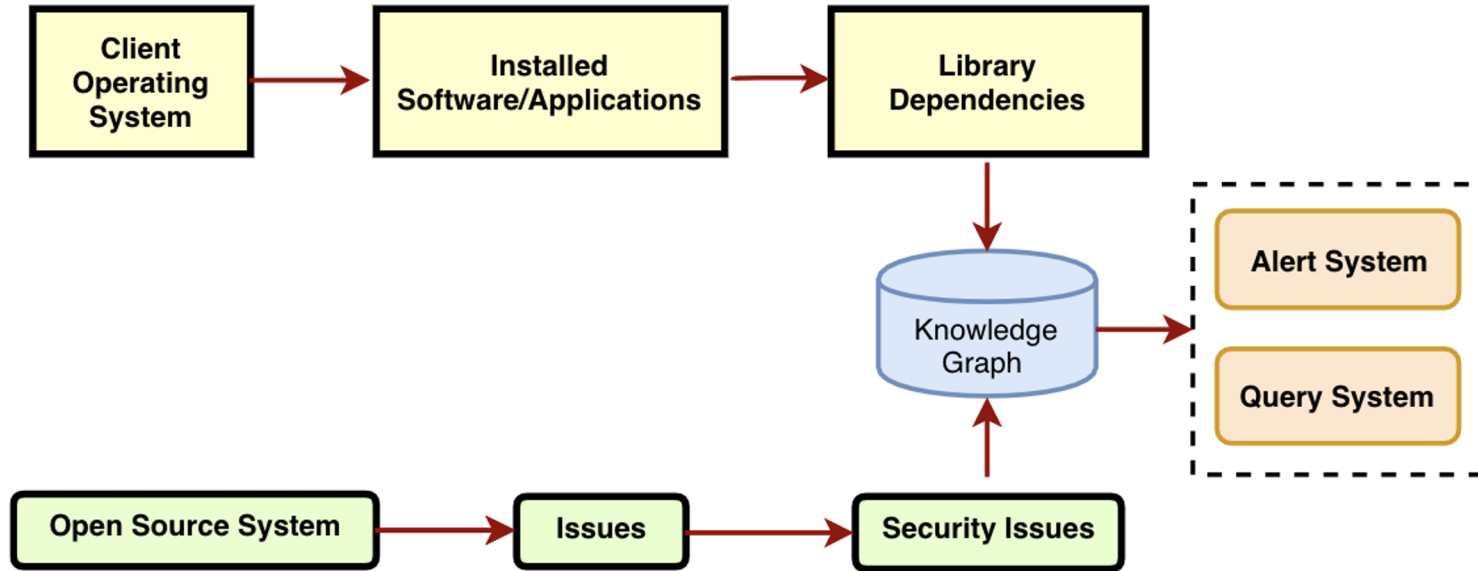 Client
Operating
System
Installed
Software/Applications
Library
Dependencies
Alert System
Knowledge
Graph
Query System
Open Source System
Issues
Security Issues